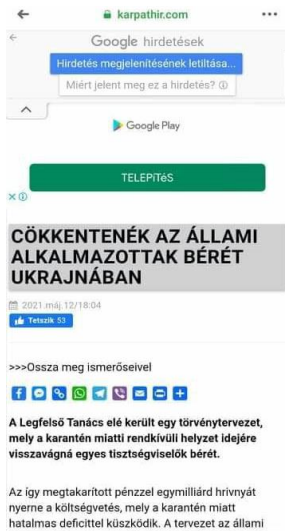 karpathir.com
Google hirdetések
Hirdetés megjelenítésének letiltása...
Miért jelent meg ez a hirdetés?
Google Play
TELEPíTéS
CÖKKENTENÉK AZ ÁLLAMI
ALKALMAZOTTAK BÉRÉT
UKRAJNÁBAN
2021 máj.12/18:04
Tetszik 53
>>>Ossza meg ismerőseivel
A Legfelső Tanács elé került egy törvénytervezet,
mely a karantén miatti rendkívüli helyzet idejére
visszavágná egyes tisztségviselők bérét.
Az így megtakarított pénzzel egymilliárd hrivnyát
nyerne a költségvetés, mely a karantén miatt
hatalmas deficittel küszködik. A tervezet az állami